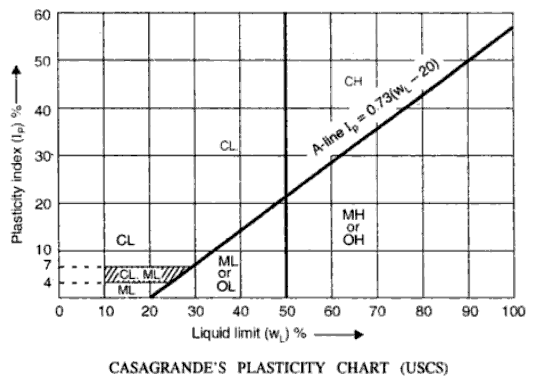 60
50
40
30
20
10
7
4
Plasticity index (Ip) %
CH
A-line Ip = 0.73(wL – 20)
CL
CL
MH
or
OH
CL, ML
ML
ML
or
OL
0 10 20 30 40 50 60 70 80 90 100
Liquid limit (wL) %
CASAGRANDE'S PLASTICITY CHART (USCS)